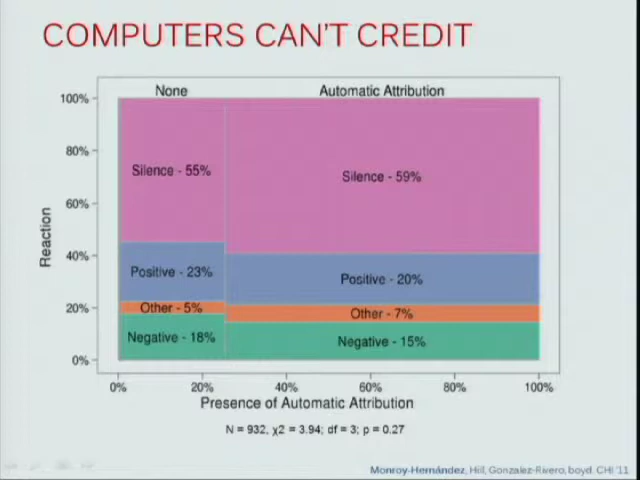 COMPUTERS CAN'T CREDIT
None Automatic Attribution
100%
80%
60%
40%
20%
0%
Reaction
Silence - 55%
Silence - 59%
Positive - 23%
Positive - 20%
Other - 5%
Other - 7%
Negative - 18%
Negative - 15%
0% 20% 40% 60% 80% 100%
Presence of Automatic Attribution
N = 932, χ2 = 3.94; df = 3; p = 0.27
Monroy-Hernández, Hill, Gonzalez-Rivero, boyd. CHI '11